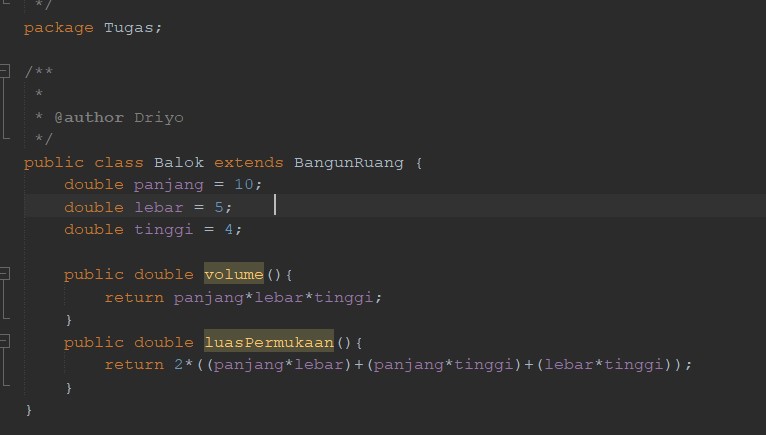 */
package Tugas;
/**
*
* @author Driyo
*/
public class Balok extends BangunRuang {
double panjang = 10;
double lebar = 5;
double tinggi = 4;
public double volume(){
return panjang*lebar*tinggi;
}
public double luasPermukaan(){
return 2*((panjang*lebar)+(panjang*tinggi)+(lebar*tinggi));
}
}